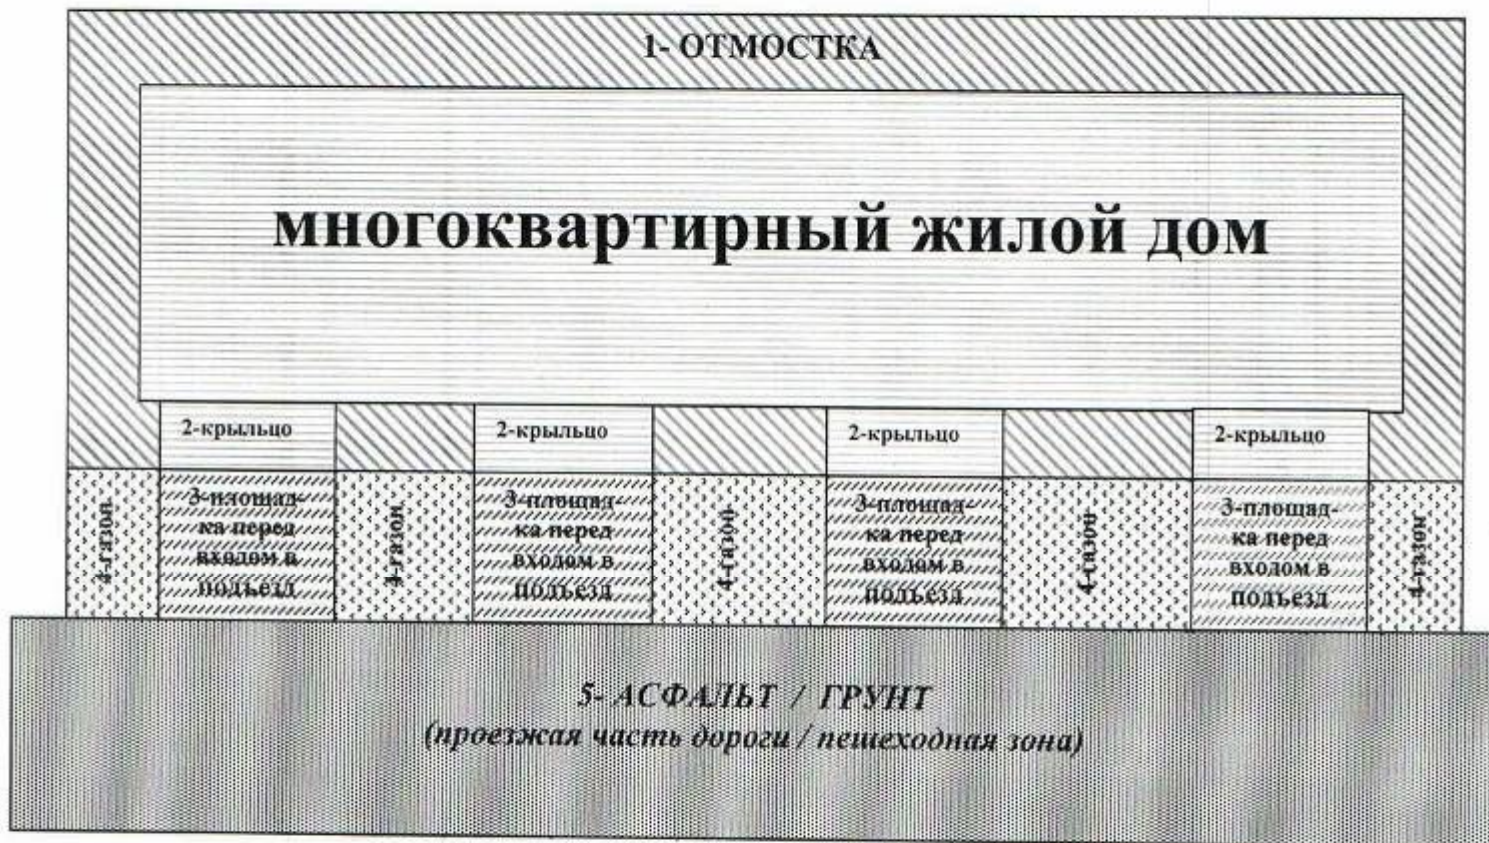 1- ОТМОСТКА
многоквартирный жилой дом
2-крыльцо
2-крыльцо
2-крыльцо
2-крыльцо
4-газон
3-площад-
ка перед
входом в
подъезд
4-газон
3-площад-
ка перед
входом в
подъезд
4-газон
3-площад-
ка перед
входом в
подъезд
4-газон
3-площад-
ка перед
входом в
подъезд
4-газон
5- АСФАЛЬТ / ГРУНТ
(проезжая часть дороги / пешеходная зона)